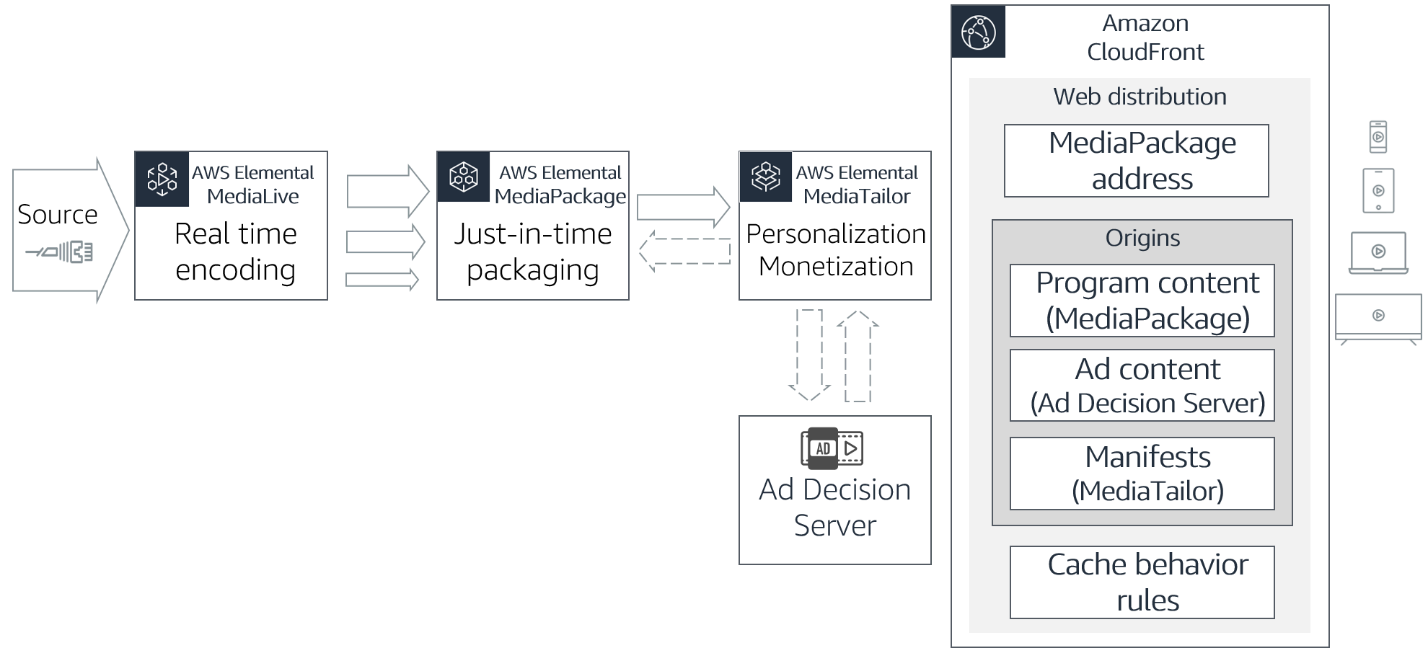 Source
AWS Elemental
MediaLive
Real time
encoding
AWS Elemental
MediaPackage
Just-in-time
packaging
AWS Elemental
MediaTailor
Personalization
Monetization
AD
Ad Decision
Server
Amazon
CloudFront
Web distribution
MediaPackage
address
Origins
Program content
(MediaPackage)
Ad content
(Ad Decision Server)
Manifests
(MediaTailor)
Cache behavior
rules